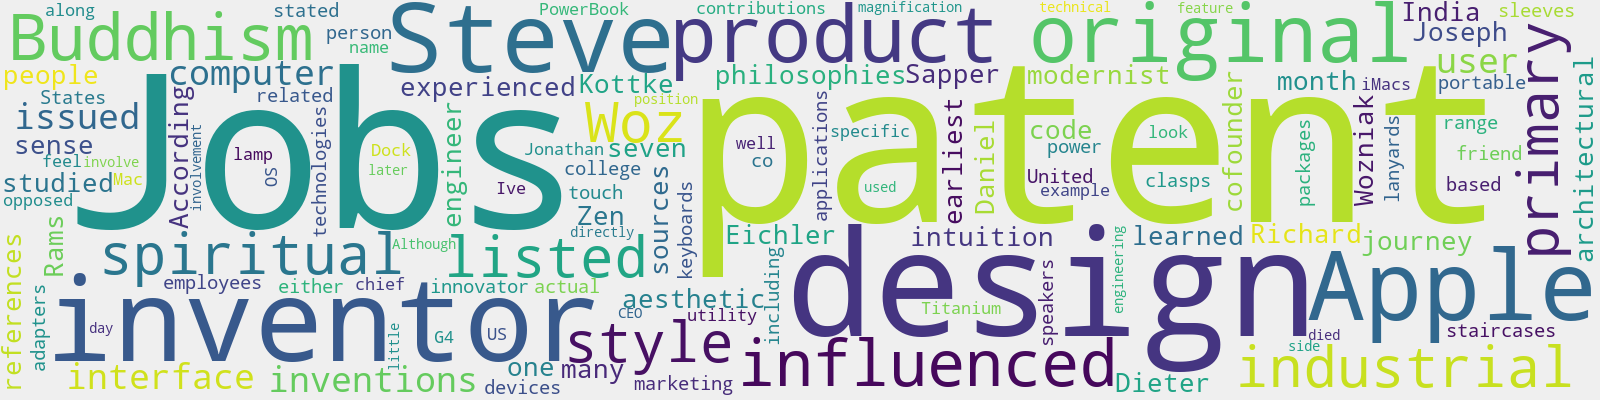 along
stated
Steve
PowerBook
contributions
magnification
technical
feature
India
sleeves
Buddhism
person
name
product
original
Joseph
user
people
computer
experienced
Kottke
philosophies
Sapper
modernist
month
iMacs
portable
primary
architectural
States
related
position
issued
According
Jobs
Woz
patent
sense
involvement
technologies
engineer
seven
applications
specific
earliest
Daniel
code
power
cofounder
look
packages
Wozniak
lanyards
range
friend
feel
involve
lamp
OS
Dock
later
Jonathan
college
well
co
used
United
example
clasps
based
studied
Mac
opposed
Ive
touch
Zen
sources
directly
keyboards
Rams
spiritual
Although
listed
Eichler
intuition
learned
Richard
journey
references
adapters
inventor
employees
either
chief
innovator
actual
aesthetic
CEO
utility
including
design
Titanium
speakers
engineering
Apple
day
little
G4
US
style
influenced
died
side
staircases
interface
inventions
one
many
devices
marketing
Dieter
industrial